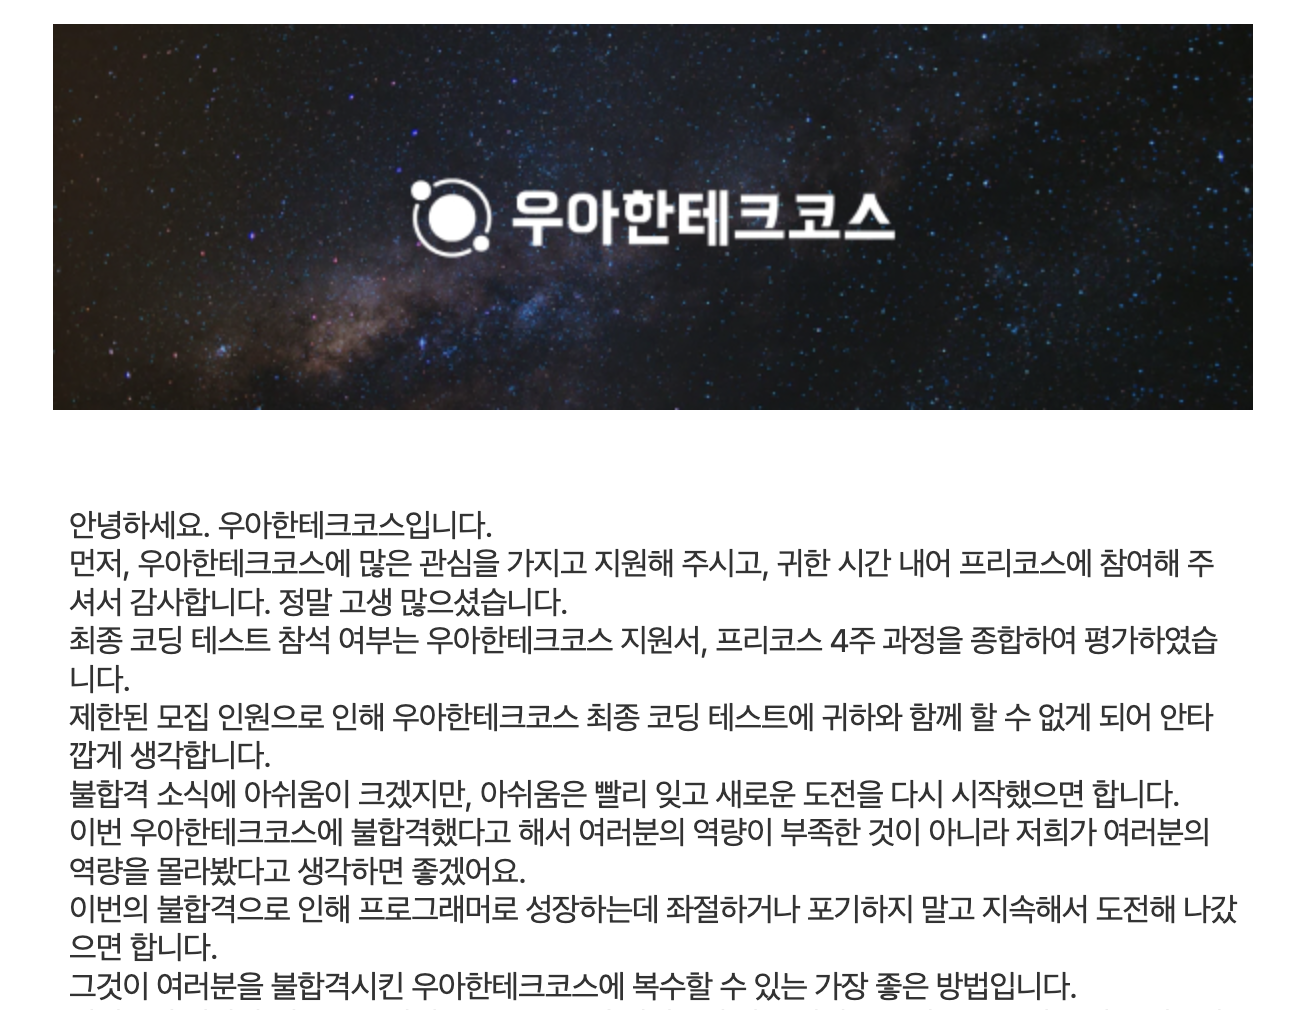 우아한테크코스
안녕하세요. 우아한테크코스입니다.
먼저, 우아한테크코스에 많은 관심을 가지고 지원해 주시고, 귀한 시간 내어 프리코스에 참여해 주
셔서 감사합니다. 정말 고생 많으셨습니다.
최종 코딩 테스트 참석 여부는 우아한테크코스 지원서, 프리코스 4주 과정을 종합하여 평가하였습
니다.
제한된 모집 인원으로 인해 우아한테크코스 최종 코딩 테스트에 귀하와 함께 할 수 없게 되어 안타
깝게 생각합니다.
불합격 소식에 아쉬움이 크겠지만, 아쉬움은 빨리 잊고 새로운 도전을 다시 시작했으면 합니다.
이번 우아한테크코스에 불합격했다고 해서 여러분의 역량이 부족한 것이 아니라 저희가 여러분의
역량을 몰라봤다고 생각하면 좋겠어요.
이번의 불합격으로 인해 프로그래머로 성장하는데 좌절하거나 포기하지 말고 지속해서 도전해 나갔
으면 합니다.
그것이 여러분을 불합격시킨 우아한테크코스에 복수할 수 있는 가장 좋은 방법입니다.